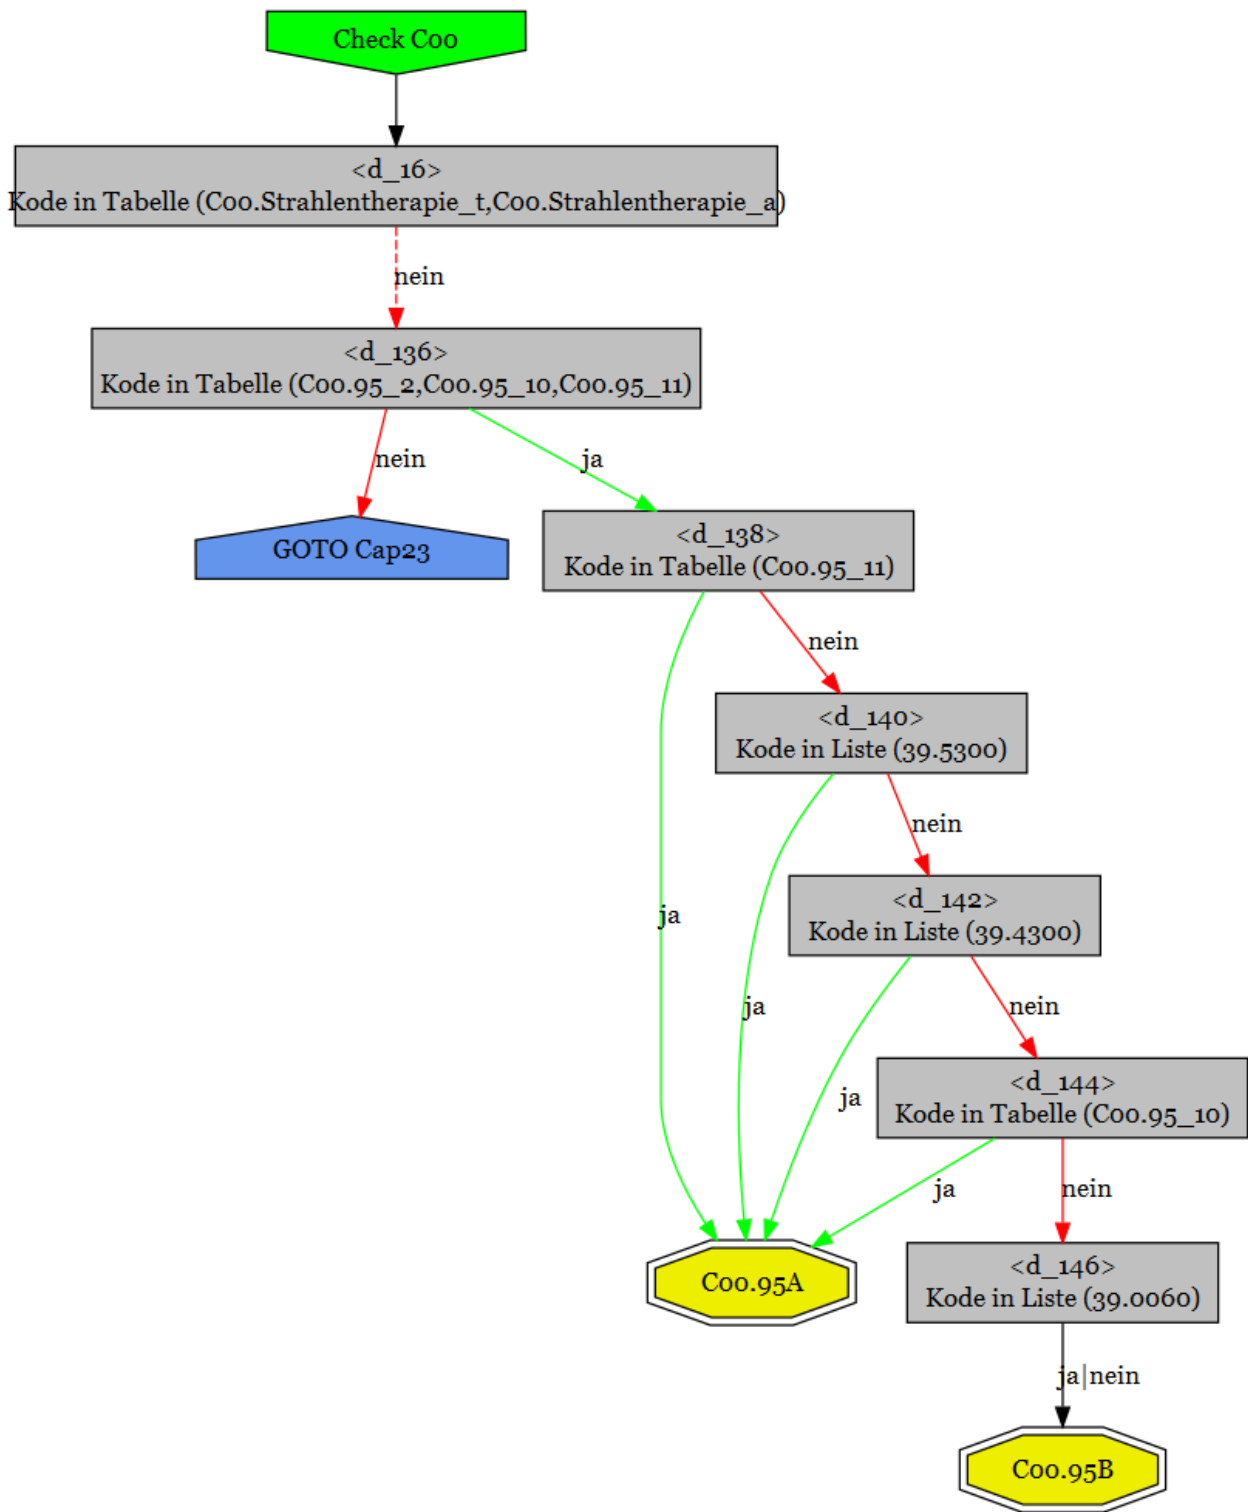 Check C00
<d_16>
Kode in Tabelle (C00.Strahlentherapie_t,C00.Strahlentherapie_a)
nein
<d_136>
Kode in Tabelle (C00.95_2,C00.95_10,C00.95_11)
nein
ja
GOTO Cap23
<d_138>
Kode in Tabelle (C00.95_11)
nein
<d_140>
Kode in Liste (39.5300)
nein
<d_142>
Kode in Liste (39.4300)
ja
ja
nein
<d_144>
Kode in Tabelle (C00.95_10)
ja
ja
nein
C00.95A
<d_146>
Kode in Liste (39.0060)
ja|nein
C00.95B